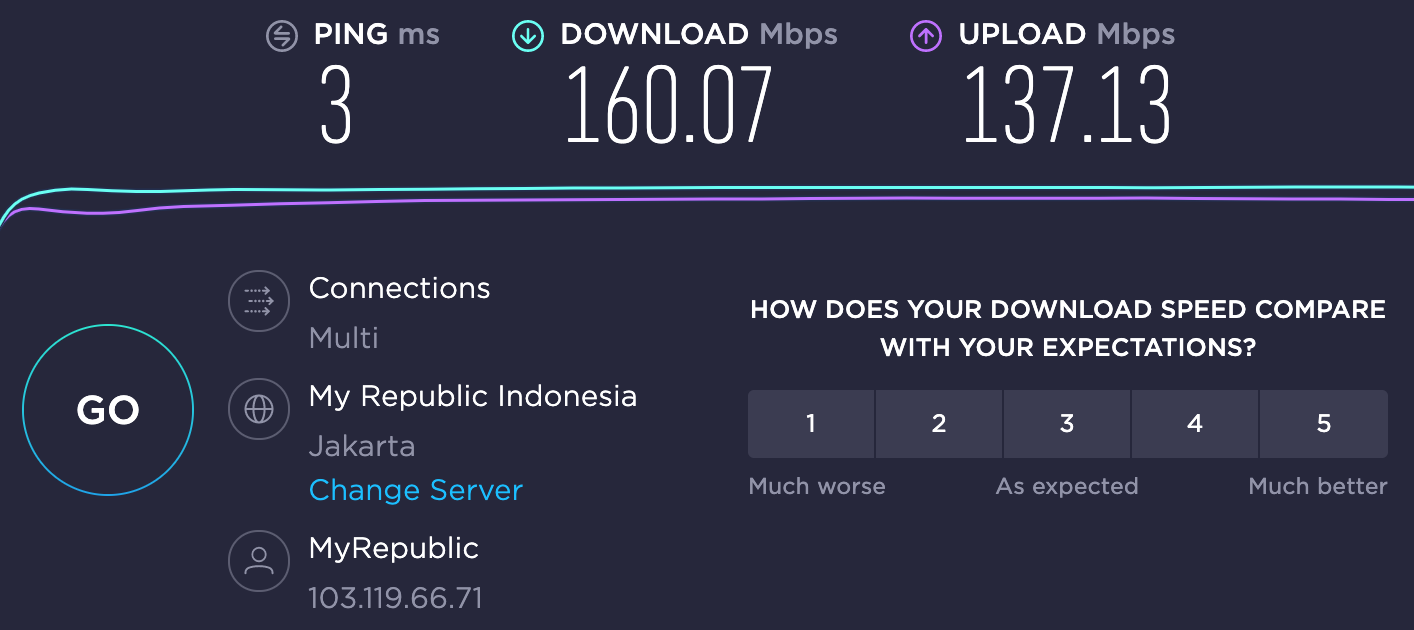 PING ms
DOWNLOAD Mbps
UPLOAD Mbps
3
160.07
137.13
GO
Connections
Multi
My Republic Indonesia
Jakarta
Change Server
MyRepublic
103.119.66.71
HOW DOES YOUR DOWNLOAD SPEED COMPARE
WITH YOUR EXPECTATIONS?
1 2 3 4 5
Much worse As expected Much better